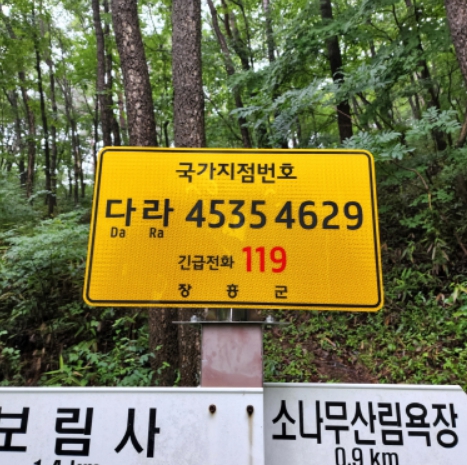 국가지점번호
다라 4535 4629
Da Ra
긴급전화 119
장흥군
보림사
소나무산림욕장
0.9 km